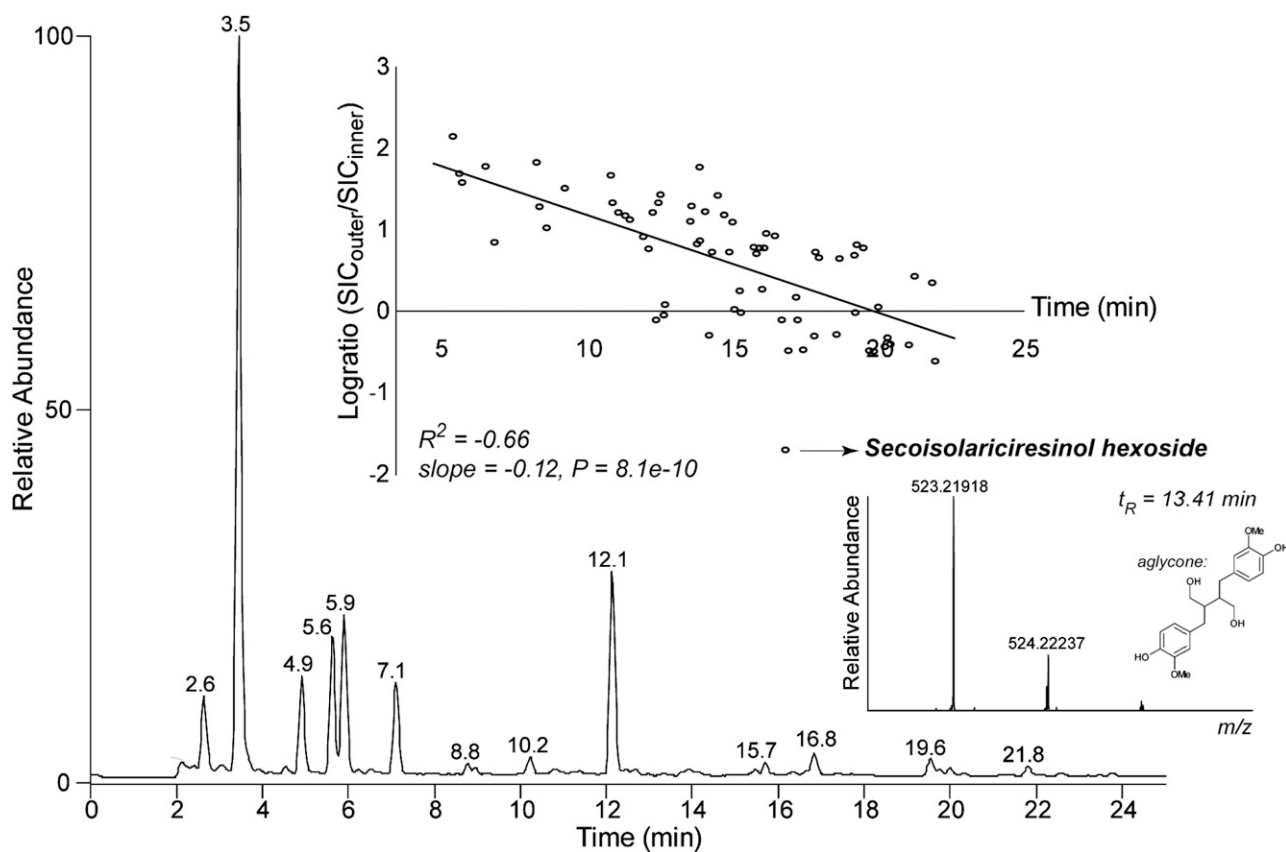 100
50
0
Relative Abundance
0 2 4 6 8 10 12 14 16 18 20 22 24
Time (min)
2.6
3.5
4.9
5.6
5.9
7.1
8.8
10.2
12.1
15.7
16.8
19.6
21.8
3
2
1
0
-1
-2
Logratio (SIC_outer/SIC_inner)
5 10 15 20 25
Time (min)
R² = -0.66
slope = -0.12, P = 8.1e-10
Secoisolariciresinol hexoside
523.21918
524.22237
t_R = 13.41 min
aglycone:
OMe
OH
OH
OH
HO
OMe
Relative Abundance
m/z